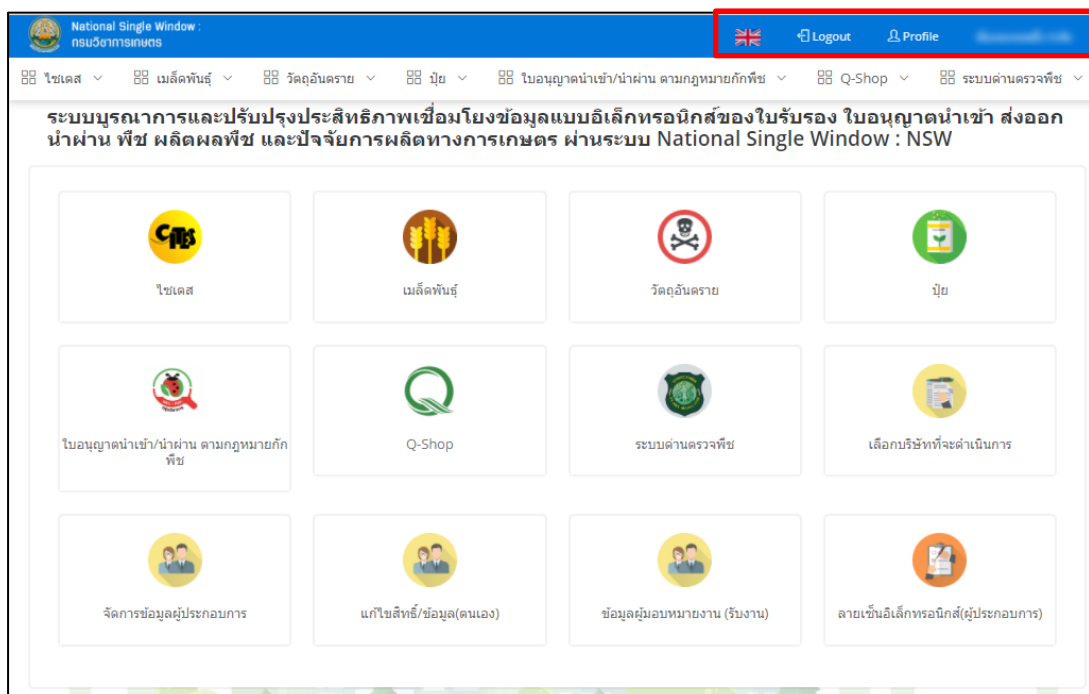 National Single Window :
กรมวิชาการเกษตร
Logout
Profile
ไซเตส
เมล็ดพันธุ์
วัตถุอันตราย
ปุ๋ย
ใบอนุญาตนำเข้า/นำผ่าน ตามกฎหมายกักพืช
Q-Shop
ระบบด่านตรวจพืช
ระบบบูรณาการและปรับปรุงประสิทธิภาพเชื่อมโยงข้อมูลแบบอิเล็กทรอนิกส์ของใบรับรอง ใบอนุญาตนำเข้า ส่งออก
นำผ่าน พืช ผลิตผลพืช และปัจจัยการผลิตทางการเกษตร ผ่านระบบ National Single Window : NSW
CITES
ไซเตส
เมล็ดพันธุ์
วัตถุอันตราย
ปุ๋ย
ใบอนุญาตนำเข้า/นำผ่าน ตามกฎหมายกัก
พืช
Q-Shop
ระบบด่านตรวจพืช
เลือกบริษัทที่จะดำเนินการ
จัดการข้อมูลผู้ประกอบการ
แก้ไขสิทธิ์/ข้อมูล(ตนเอง)
ข้อมูลผู้มอบหมายงาน (รับงาน)
ลายเซ็นอิเล็กทรอนิกส์(ผู้ประกอบการ)